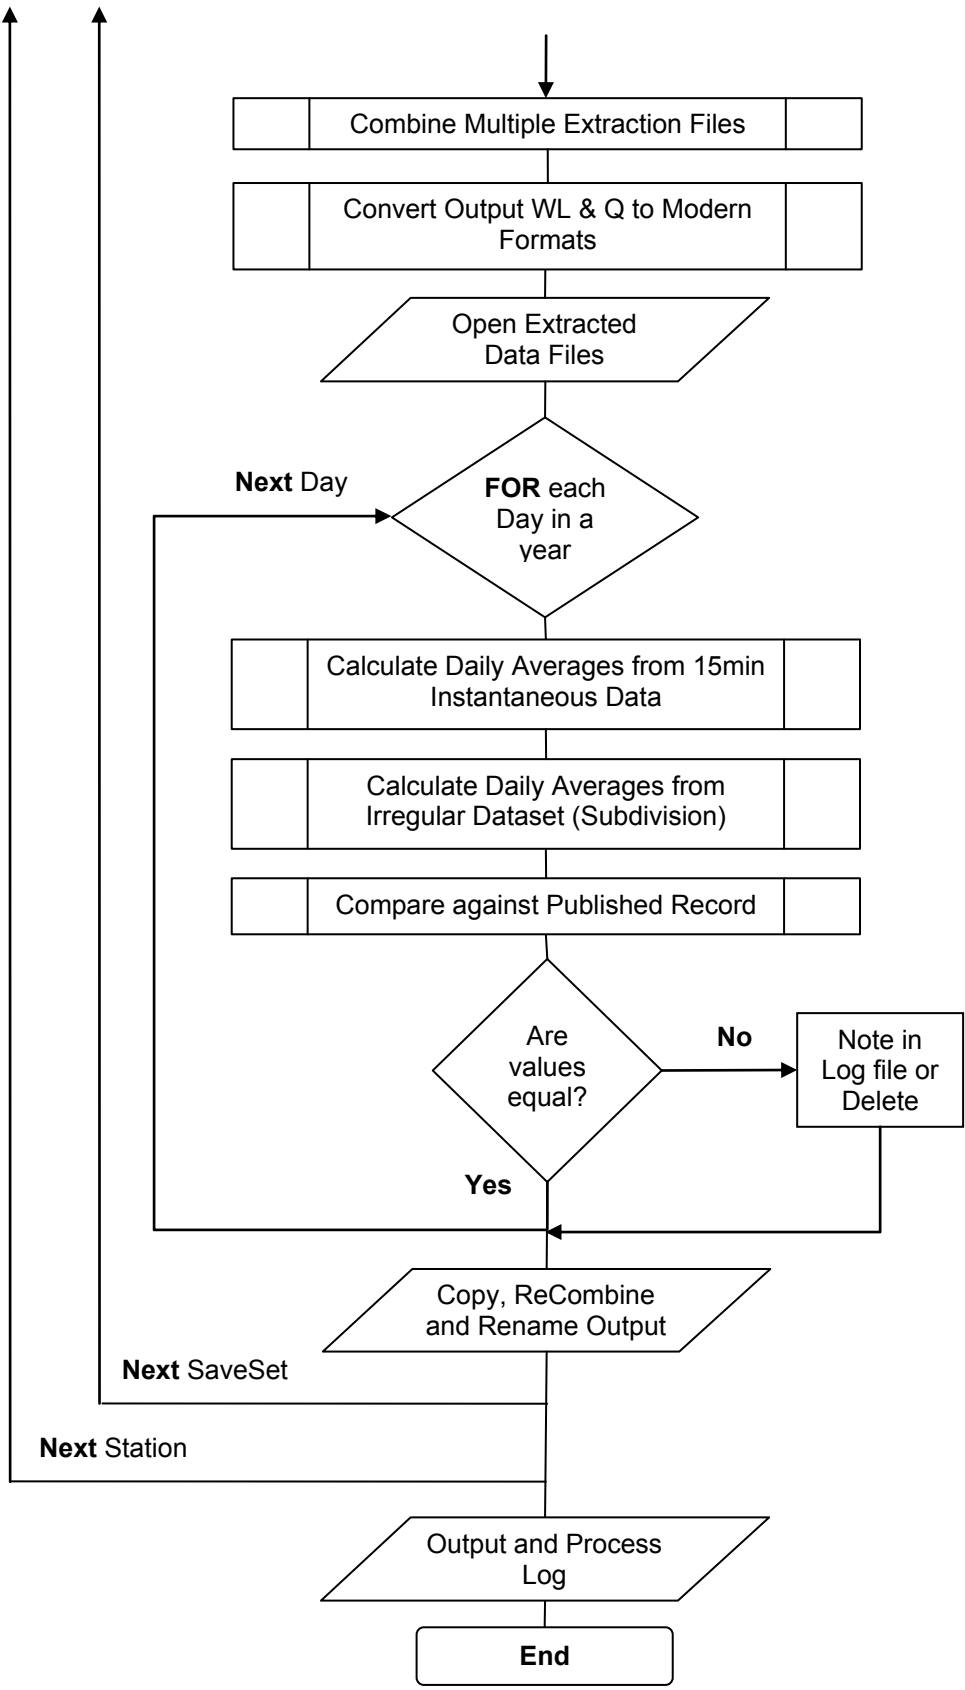 Combine Multiple Extraction Files
Convert Output WL & Q to Modern
Formats
Open Extracted
Data Files
Next Day
FOR each
Day in a
year
Calculate Daily Averages from 15min
Instantaneous Data
Calculate Daily Averages from
Irregular Dataset (Subdivision)
Compare against Published Record
Are
values
equal?
No
Note in
Log file or
Delete
Yes
Copy, ReCombine
and Rename Output
Next SaveSet
Next Station
Output and Process
Log
End